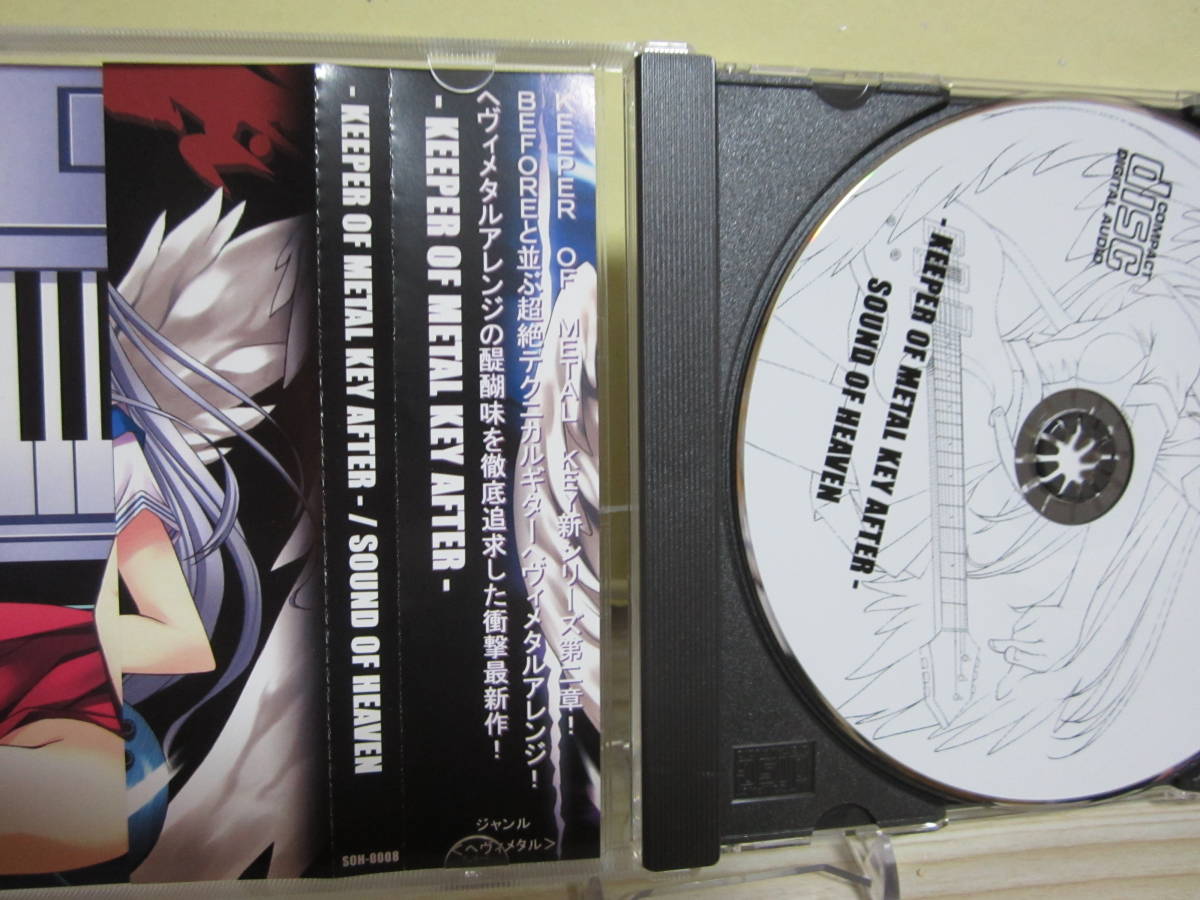 KEEPER OF METAL KEY新シリーズ第二章!
BEFOREと並ぶ超絶テクニカルギターヘヴィメタルアレンジ!
ヘヴィメタルアレンジの醍醐味を徹底追求した衝撃最新作!
- KEEPER OF METAL KEY AFTER -
- KEEPER OF METAL KEY AFTER - / SOUND OF HEAVEN
ジャンル
<ヘヴィメタル>
SOH-0008
COMPACT
disc
DIGITAL AUDIO
- KEEPER OF METAL KEY AFTER -
SOUND OF HEAVEN